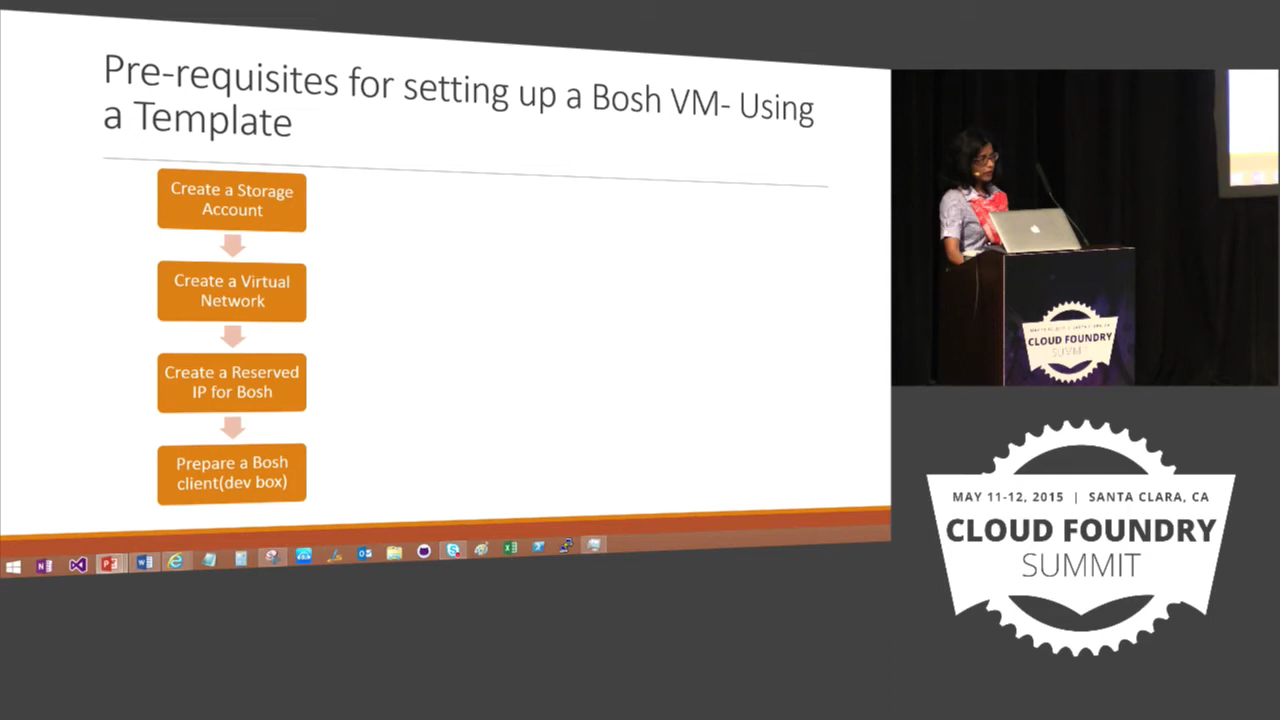 Pre-requisites for setting up a Bosh VM- Using
a Template
Create a Storage
Account
Create a Virtual
Network
Create a Reserved
IP for Bosh
Prepare a Bosh
client(dev box)
CLOUD FOUNDRY
SUMMIT
MAY 11-12, 2015 | SANTA CLARA, CA
CLOUD FOUNDRY
SUMMIT